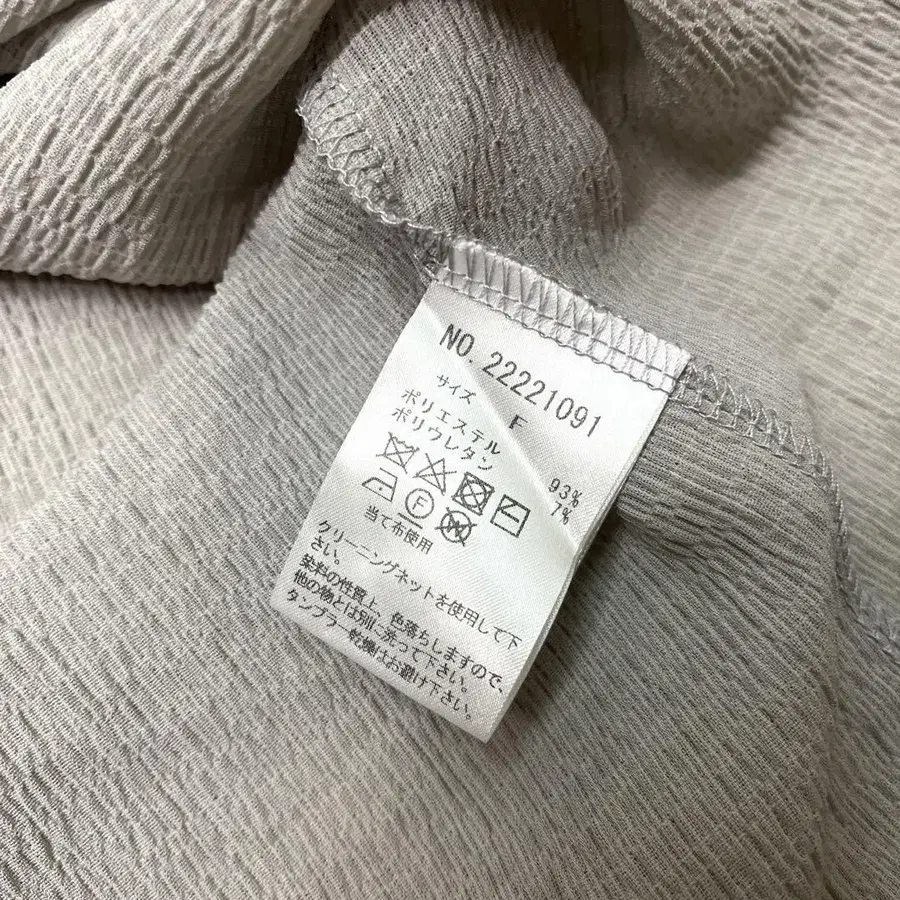 NO. 22221091
サイズ F
ポリエステル 93%
ポリウレタン 7%
F W
当て布使用
クリーニングネットを使用して下
さい。
染料の性質上、色落ちしますので、
他の物とは別に洗って下さい。
タンブラー乾燥はお避け下さい。